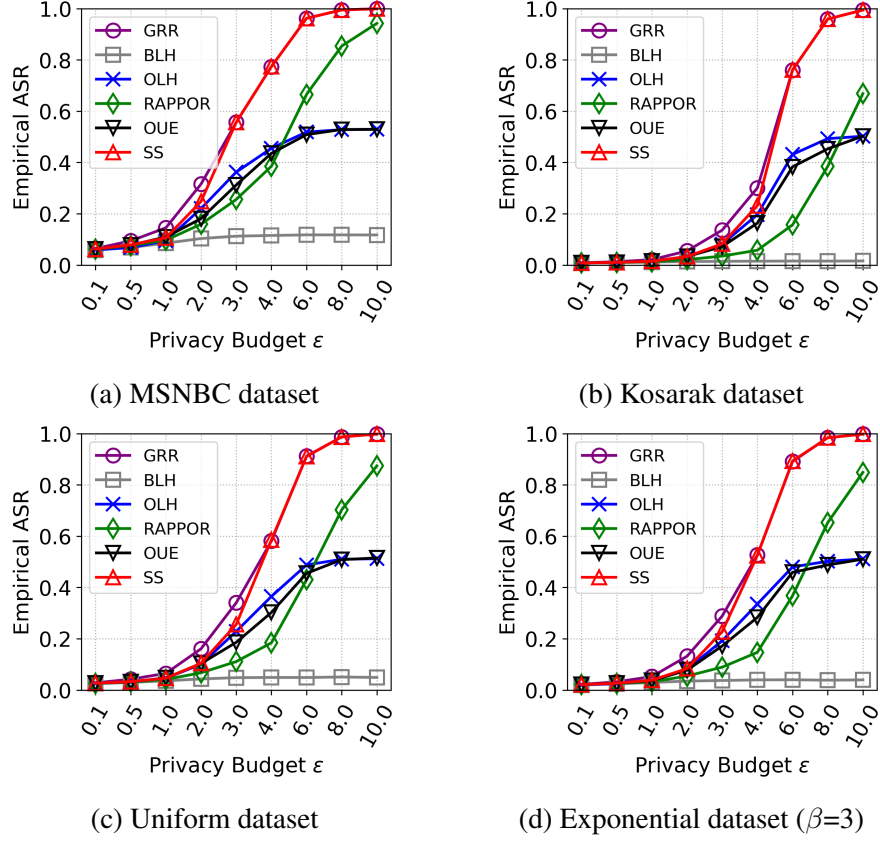 Empirical ASR
1.0
0.8
0.6
0.4
0.2
0.0
GRR
BLH
OLH
RAPPOR
OUE
SS
0.1
0.5
1.0
2.0
3.0
4.0
6.0
8.0
10.0
Privacy Budget ε
(a) MSNBC dataset
Empirical ASR
1.0
0.8
0.6
0.4
0.2
0.0
GRR
BLH
OLH
RAPPOR
OUE
SS
0.1
0.5
1.0
2.0
3.0
4.0
6.0
8.0
10.0
Privacy Budget ε
(b) Kosarak dataset
Empirical ASR
1.0
0.8
0.6
0.4
0.2
0.0
GRR
BLH
OLH
RAPPOR
OUE
SS
0.1
0.5
1.0
2.0
3.0
4.0
6.0
8.0
10.0
Privacy Budget ε
(c) Uniform dataset
Empirical ASR
1.0
0.8
0.6
0.4
0.2
0.0
GRR
BLH
OLH
RAPPOR
OUE
SS
0.1
0.5
1.0
2.0
3.0
4.0
6.0
8.0
10.0
Privacy Budget ε
(d) Exponential dataset (β=3)